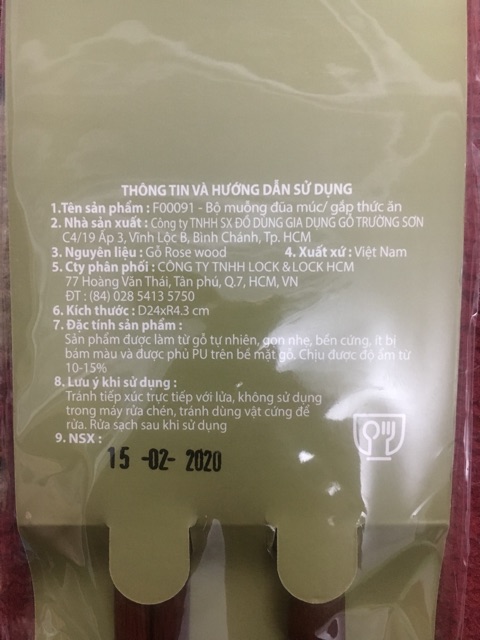 THÔNG TIN VÀ HƯỚNG DẪN SỬ DỤNG
1.Tên sản phẩm : F00091 - Bộ muỗng đũa múc/ gắp thức ăn
2. Nhà sản xuất : Công ty TNHH SX ĐỒ DÙNG GIA DỤNG GỖ TRƯỜNG SƠN
C4/19 Ấp 3, Vĩnh Lộc B, Bình Chánh, Tp. HCM
3. Nguyên liệu : Gỗ Rose wood 4. Xuất xứ : Việt Nam
5. Cty phân phối : CÔNG TY TNHH LOCK & LOCK HCM
77 Hoàng Văn Thái, Tân phú, Q.7, HCM, VN
ĐT : (84) 028 5413 5750
6. Kích thước : D24xR4.3 cm
7. Đặc tính sản phẩm :
Sản phẩm được làm từ gỗ tự nhiên, gọn nhẹ, bền cứng, ít bị
bám màu và được phủ PU trên bề mặt gỗ. Chịu được độ ẩm từ
10-15%
8. Lưu ý khi sử dụng :
Tránh tiếp xúc trực tiếp với lửa, không sử dụng
trong máy rửa chén, tránh dùng vật cứng để
rửa. Rửa sạch sau khi sử dụng
9. NSX :
15 -02- 2020